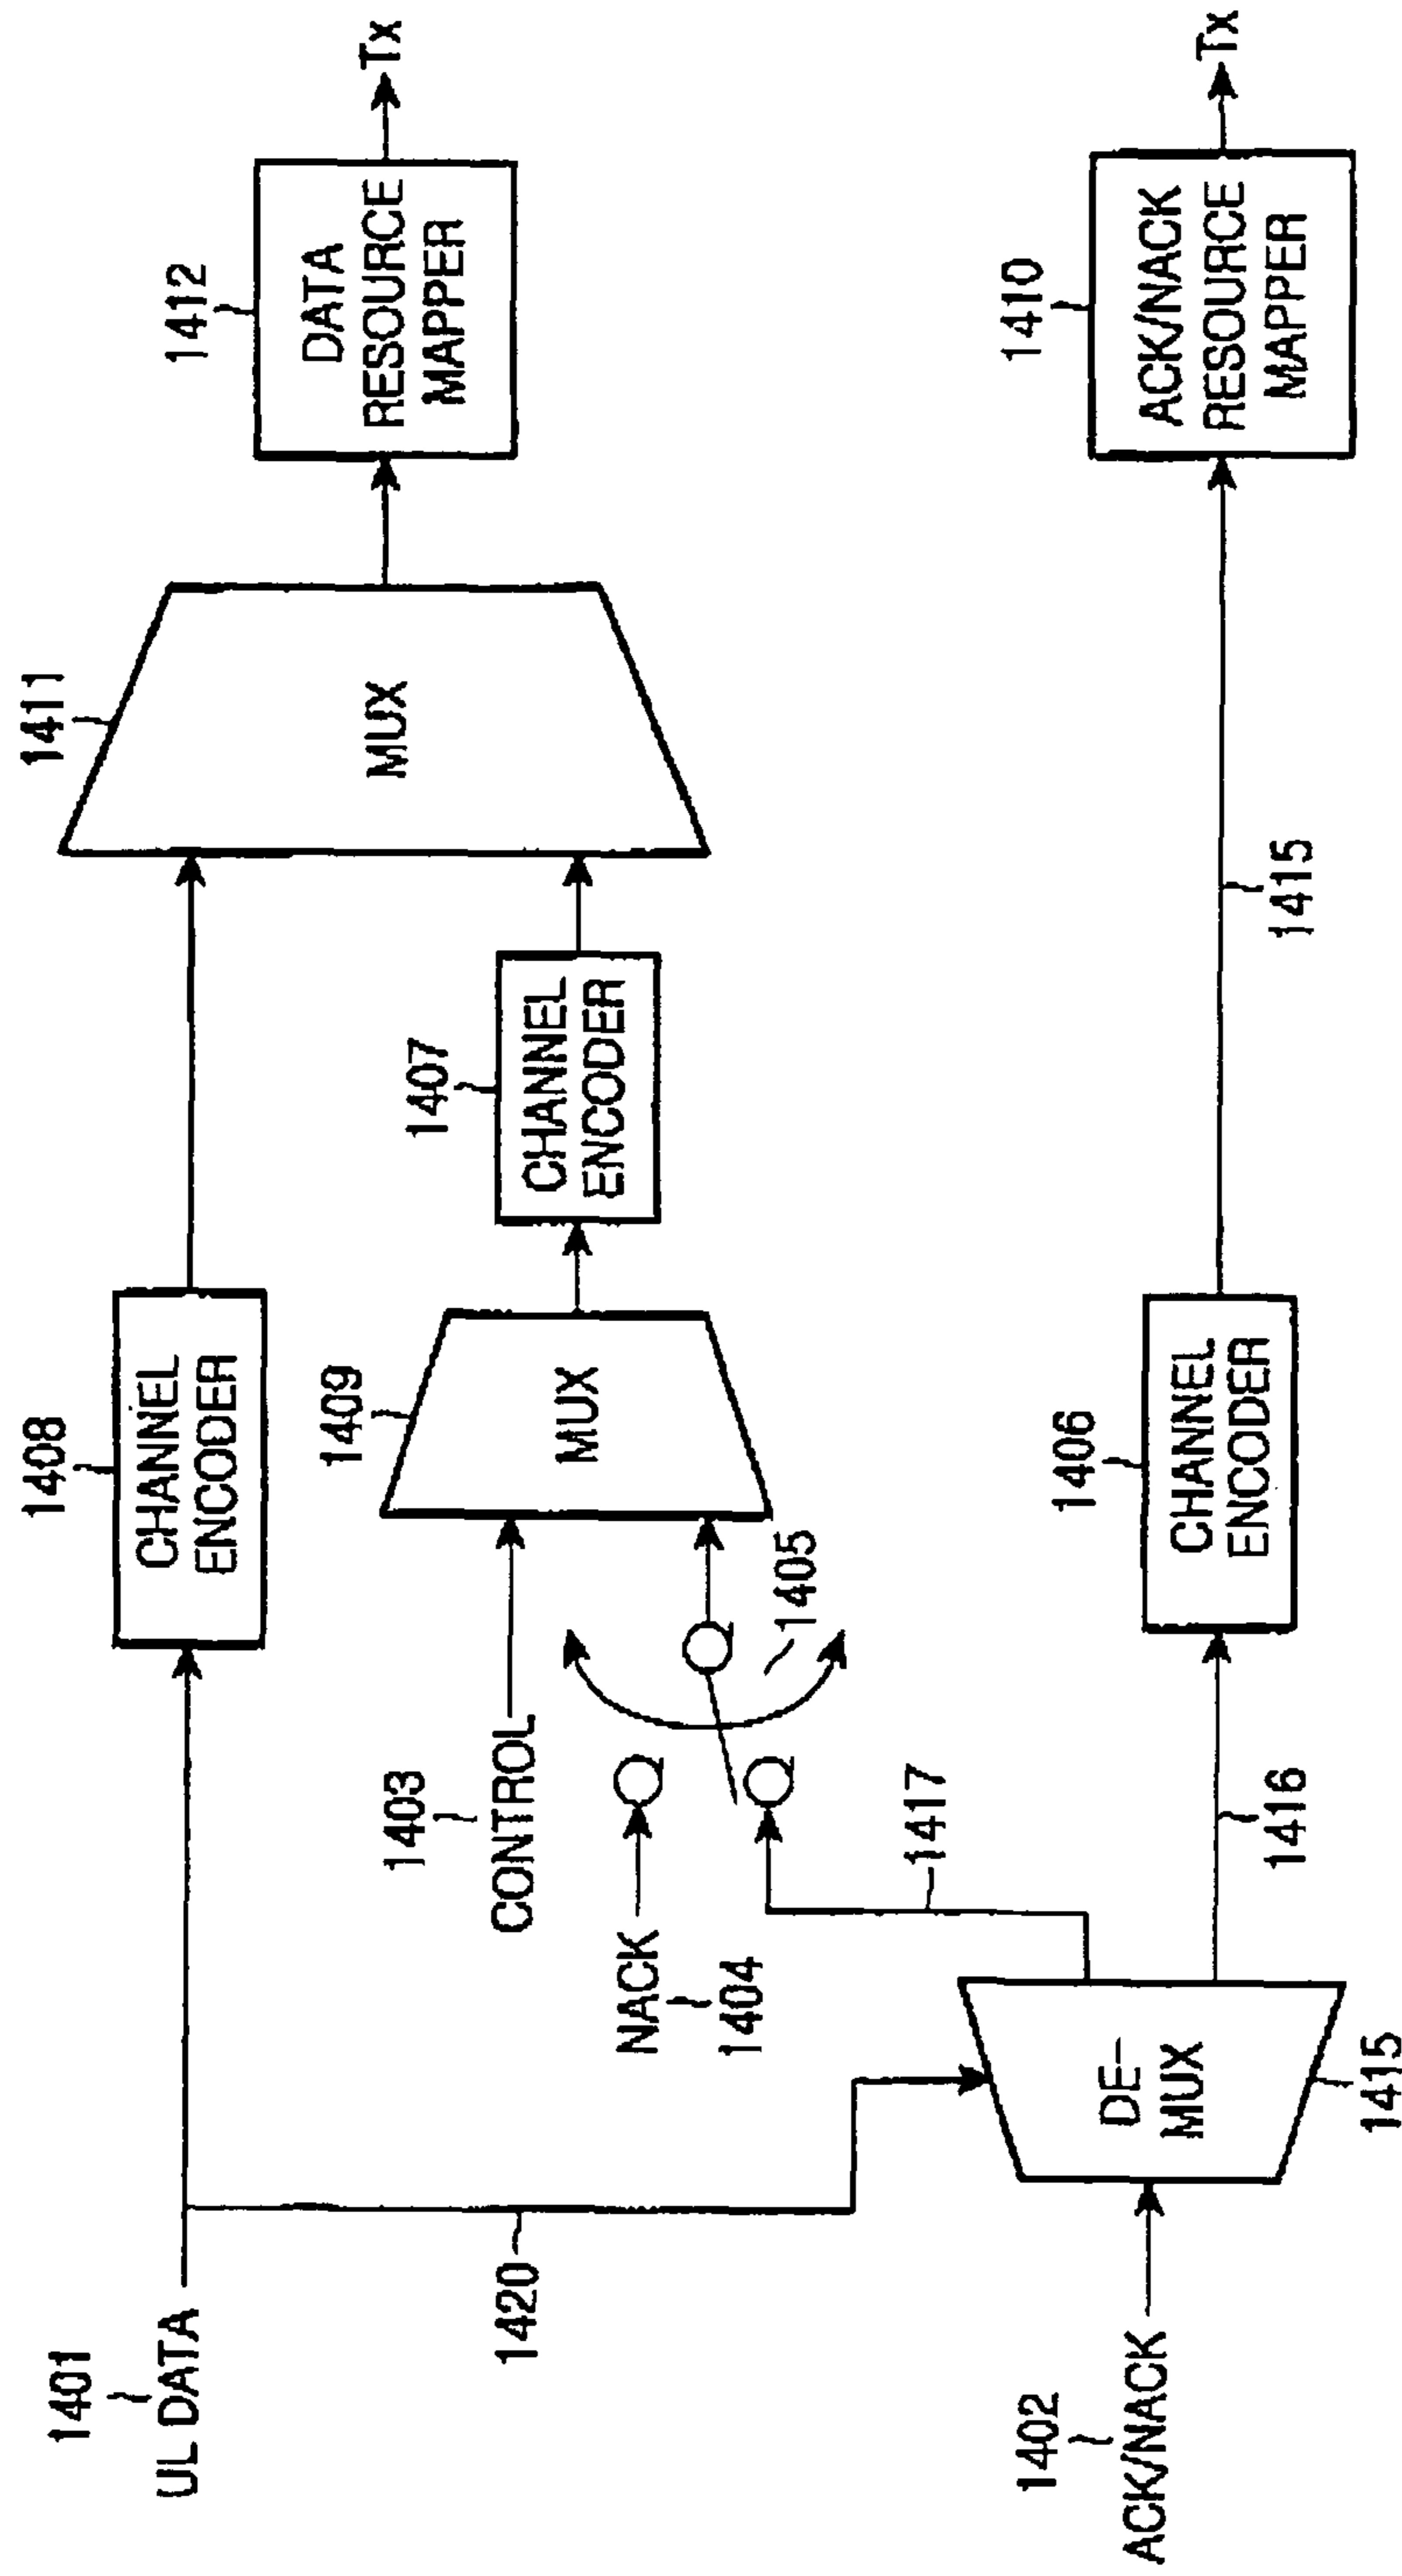 1401
UL DATA
1408
CHANNEL
ENCODER
1411
MUX
1412
DATA
RESOURCE
MAPPER
Tx
1420
1403
CONTROL
NACK
1404
1405
1409
MUX
1407
CHANNEL
ENCODER
1402
ACK/NACK
DE-
MUX
1415
1417
1416
1406
CHANNEL
ENCODER
1415
1410
ACK/NACK
RESOURCE
MAPPER
Tx